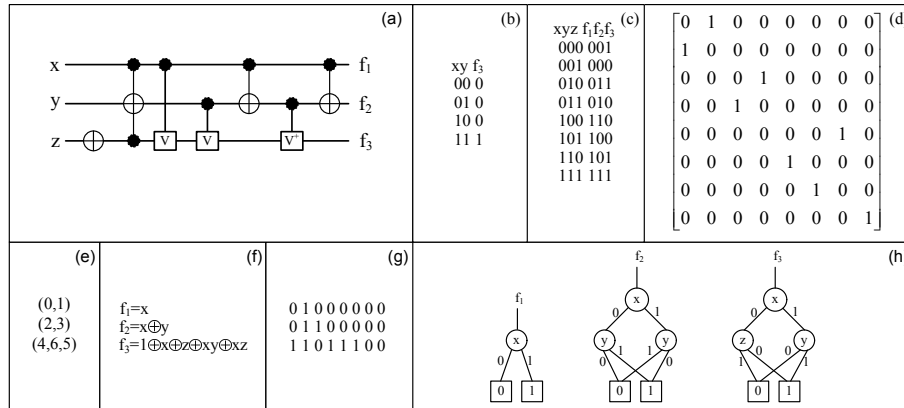 (a)
x f₁
y f₂
z V V V⁺ f₃
(b)
xy f₃
00 0
01 0
10 0
11 1
(c)
xyz f₁f₂f₃
000 001
001 000
010 011
011 010
100 110
101 100
110 101
111 111
(d)
0 1 0 0 0 0 0 0
1 0 0 0 0 0 0 0
0 0 0 1 0 0 0 0
0 0 1 0 0 0 0 0
0 0 0 0 0 0 1 0
0 0 0 0 1 0 0 0
0 0 0 0 0 1 0 0
0 0 0 0 0 0 0 1
(e)
(0,1)
(2,3)
(4,6,5)
(f)
f₁=x
f₂=x⊕y
f₃=1⊕x⊕z⊕xy⊕xz
(g)
0 1 0 0 0 0 0 0
0 1 1 0 0 0 0 0
1 1 0 1 1 1 0 0
(h)
f₁
x
0 1
0 1
f₂
x
0 1
y y
0 1 0 1
0 1
f₃
x
0 1
z y
1 0 0 1
0 1